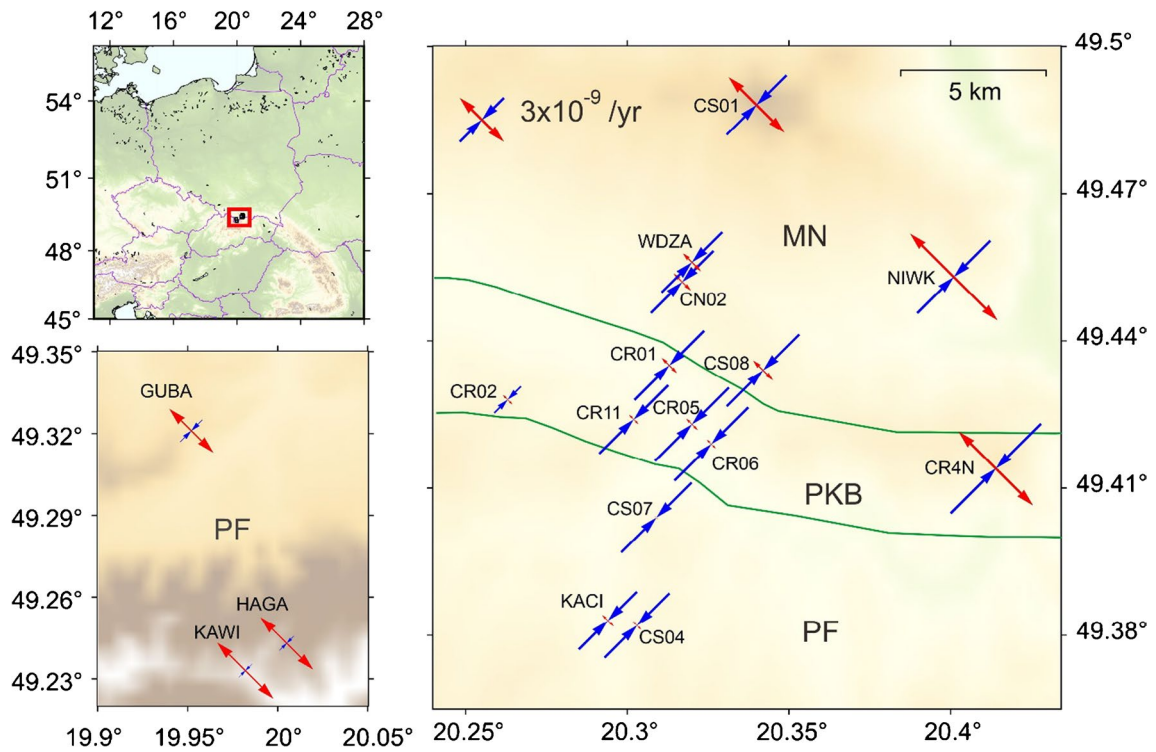 12° 16° 20° 24° 28°
54°
51°
48°
45°
49.35°
49.32°
49.29°
49.26°
49.23°
19.9° 19.95° 20° 20.05°
GUBA
PF
HAGA
KAWI
3x10⁻⁹ /yr
CS01
5 km
49.5°
49.47°
49.44°
49.41°
49.38°
WDZA
MN
NIWK
CN02
CR01
CS08
CR02
CR11
CR05
CR06
CR4N
PKB
CS07
KACI
CS04
PF
20.25° 20.3° 20.35° 20.4°